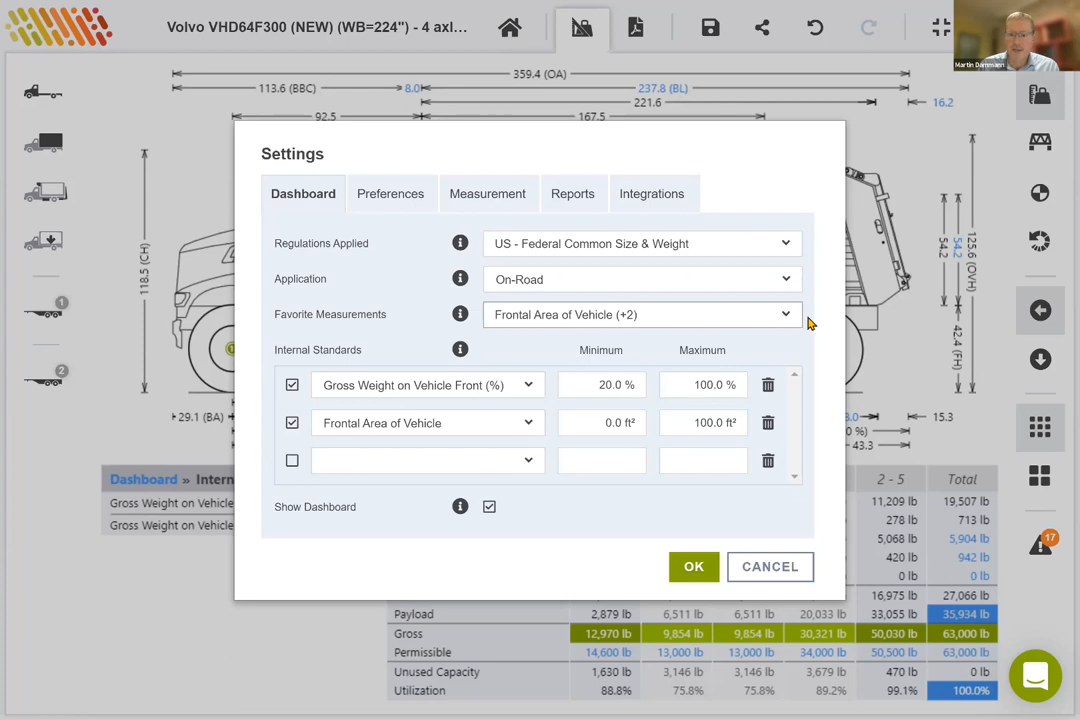 Volvo VHD64F300 (NEW) (WB=224") - 4 axl...
Martin Dammann
359.4 (OA)
113.6 (BBC)
8.0
237.8 (BL)
221.6
16.2
92.5
167.5
118.5 (CH)
54.2
54.2
125.6 (OVH)
42.4 (FH)
29.1 (BA)
15.3
43.3
Settings
Dashboard
Preferences
Measurement
Reports
Integrations
Regulations Applied
US - Federal Common Size & Weight
Application
On-Road
Favorite Measurements
Frontal Area of Vehicle (+2)
Internal Standards
Minimum
Maximum
Gross Weight on Vehicle Front (%)
20.0 %
100.0 %
Frontal Area of Vehicle
0.0 ft²
100.0 ft²
Show Dashboard
OK
CANCEL
1
2
17
Dashboard » Intern
Gross Weight on Vehicle
Gross Weight on Vehicle
2 - 5 Total
11,209 lb 19,507 lb
278 lb 713 lb
5,068 lb 5,904 lb
420 lb 942 lb
0 lb 0 lb
16,975 lb 27,066 lb
Payload 2,879 lb 6,511 lb 6,511 lb 20,033 lb 33,055 lb 35,934 lb
Gross 12,970 lb 9,854 lb 9,854 lb 30,321 lb 50,030 lb 63,000 lb
Permissible 14,600 lb 13,000 lb 13,000 lb 34,000 lb 50,500 lb 63,000 lb
Unused Capacity 1,630 lb 3,146 lb 3,146 lb 3,679 lb 470 lb 0 lb
Utilization 88.8% 75.8% 75.8% 89.2% 99.1% 100.0%